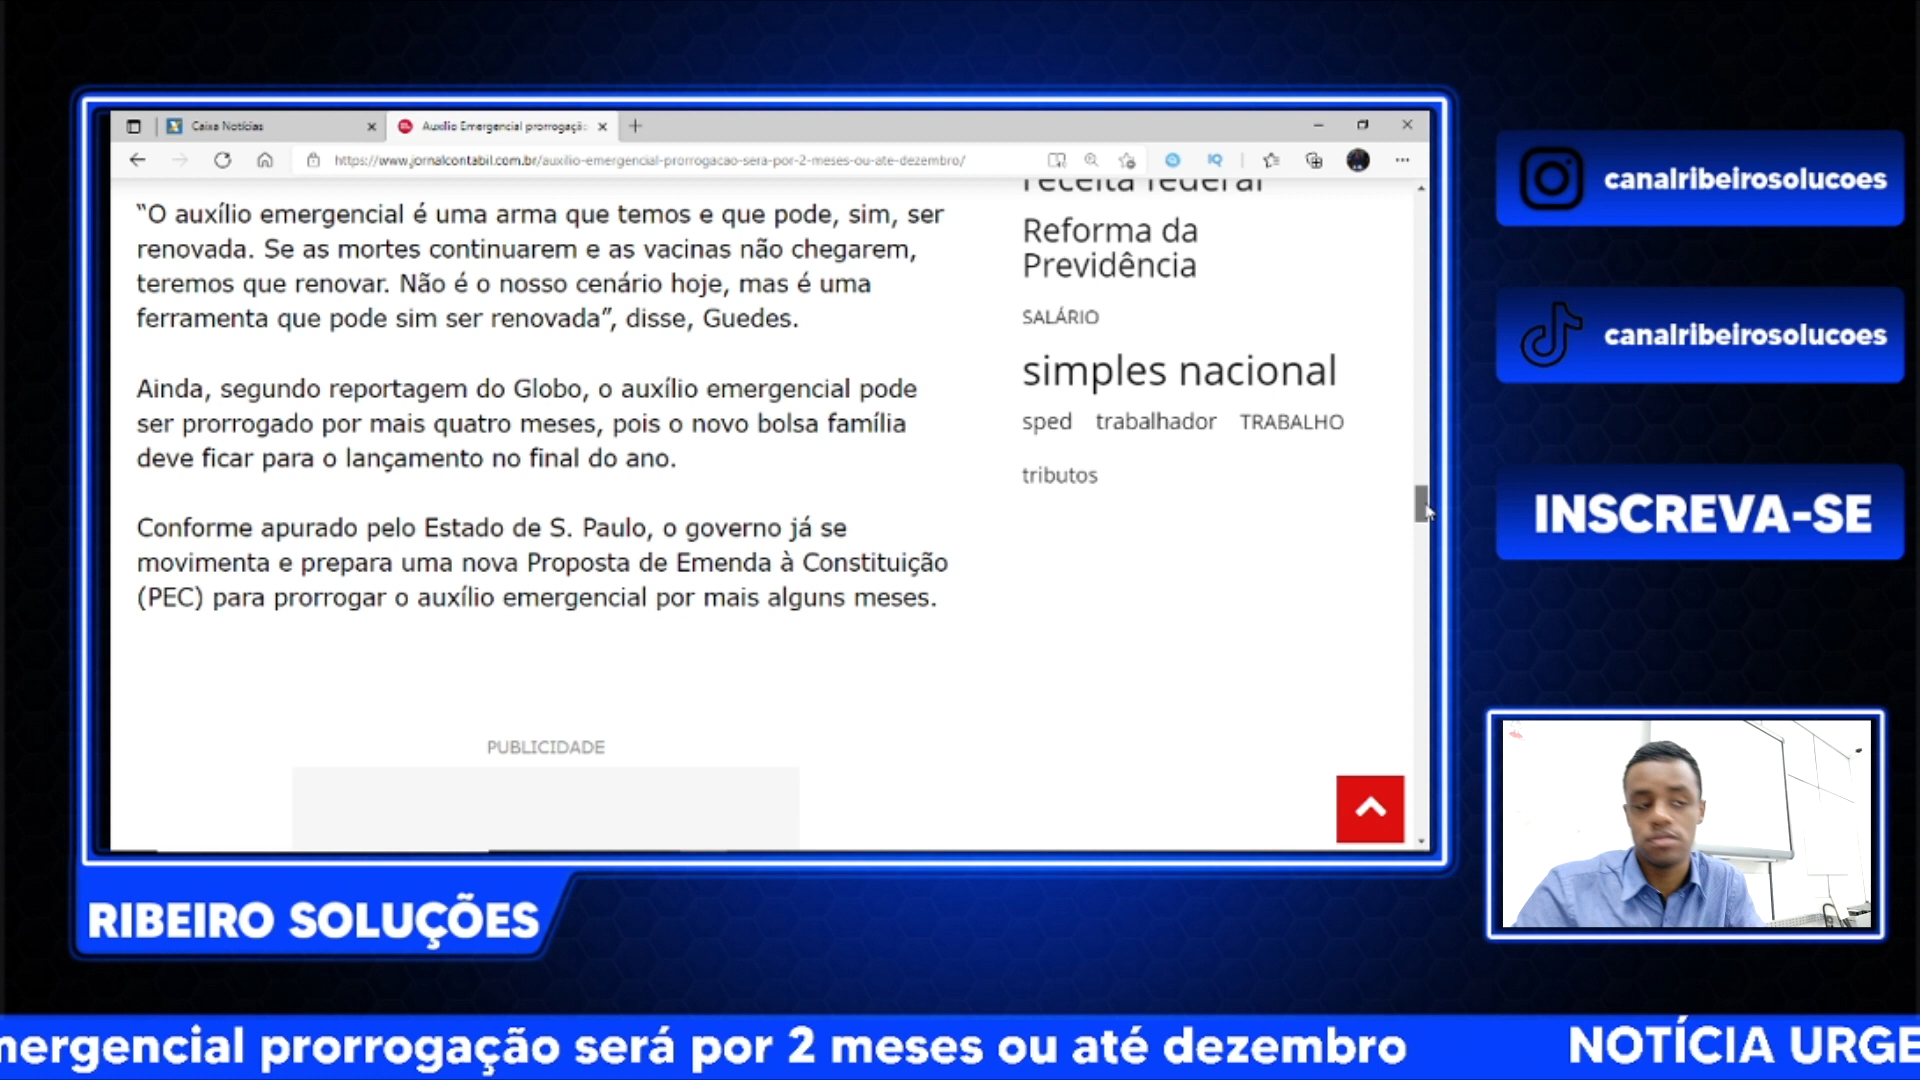 Caixa Notícias
Auxílio Emergencial prorrogaçã
https://www.jornalcontabil.com.br/auxilio-emergencial-prorrogacao-sera-por-2-meses-ou-ate-dezembro/
“O auxílio emergencial é uma arma que temos e que pode, sim, ser
renovada. Se as mortes continuarem e as vacinas não chegarem,
teremos que renovar. Não é o nosso cenário hoje, mas é uma
ferramenta que pode sim ser renovada”, disse, Guedes.
Ainda, segundo reportagem do Globo, o auxílio emergencial pode
ser prorrogado por mais quatro meses, pois o novo bolsa família
deve ficar para o lançamento no final do ano.
Conforme apurado pelo Estado de S. Paulo, o governo já se
movimenta e prepara uma nova Proposta de Emenda à Constituição
(PEC) para prorrogar o auxílio emergencial por mais alguns meses.
PUBLICIDADE
receita federal
Reforma da
Previdência
SALÁRIO
simples nacional
sped trabalhador TRABALHO
tributos
canalribeirosolucoes
canalribeirosolucoes
INSCREVA-SE
RIBEIRO SOLUÇÕES
mergencial prorrogação será por 2 meses ou até dezembro NOTÍCIA URGE